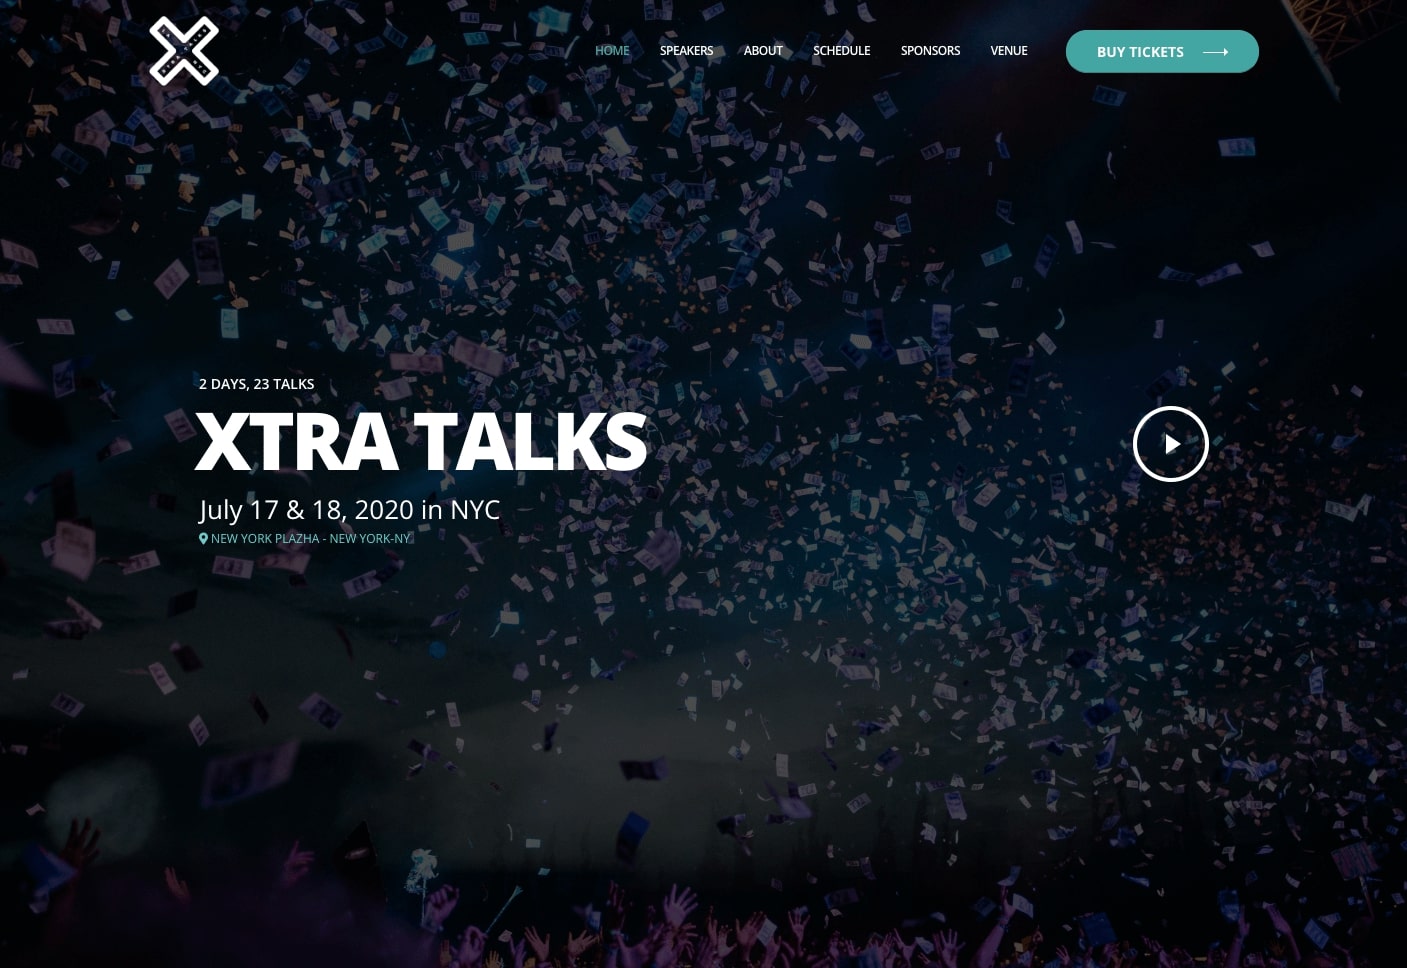 HOME SPEAKERS ABOUT SCHEDULE SPONSORS VENUE BUY TICKETS
2 DAYS, 23 TALKS
XTRA TALKS
July 17 & 18, 2020 in NYC
NEW YORK PLAZHA - NEW YORK-NY